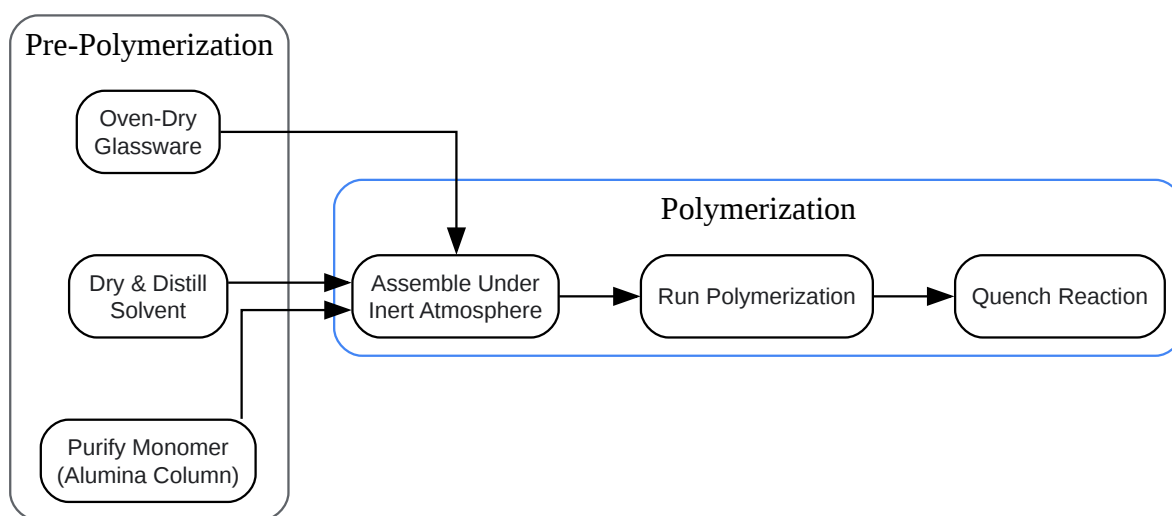 Pre-Polymerization
Oven-Dry
Glassware
Dry & Distill
Solvent
Purify Monomer
(Alumina Column)
Polymerization
Assemble Under
Inert Atmosphere
Run Polymerization
Quench Reaction